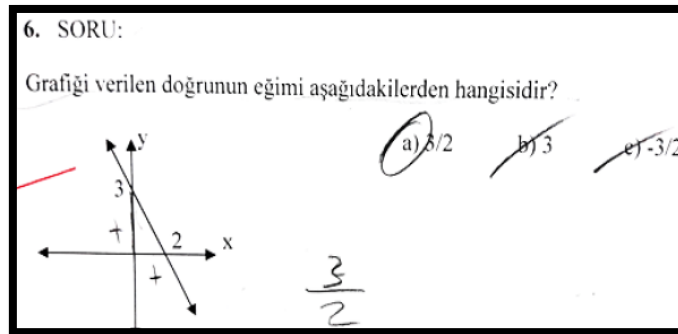 6. SORU:
Grafiği verilen doğrunun eğimi aşağıdakilerden hangisidir?
a) 3/2 b) 3 c) -3/2
y
3
+
2 x
+
3
2